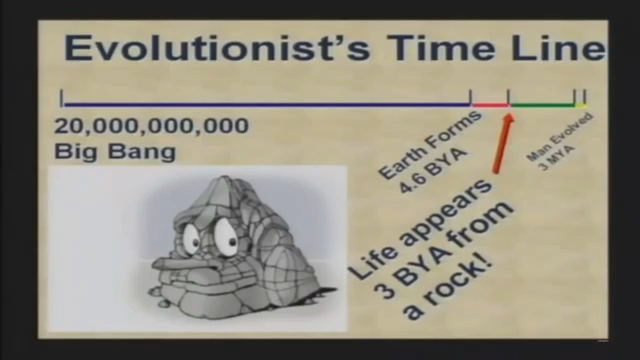 Evolutionist's Time Line
20,000,000,000
Big Bang
Earth Forms
4.6 BYA
Life appears
3 BYA from
a rock!
Man Evolved
3 MYA